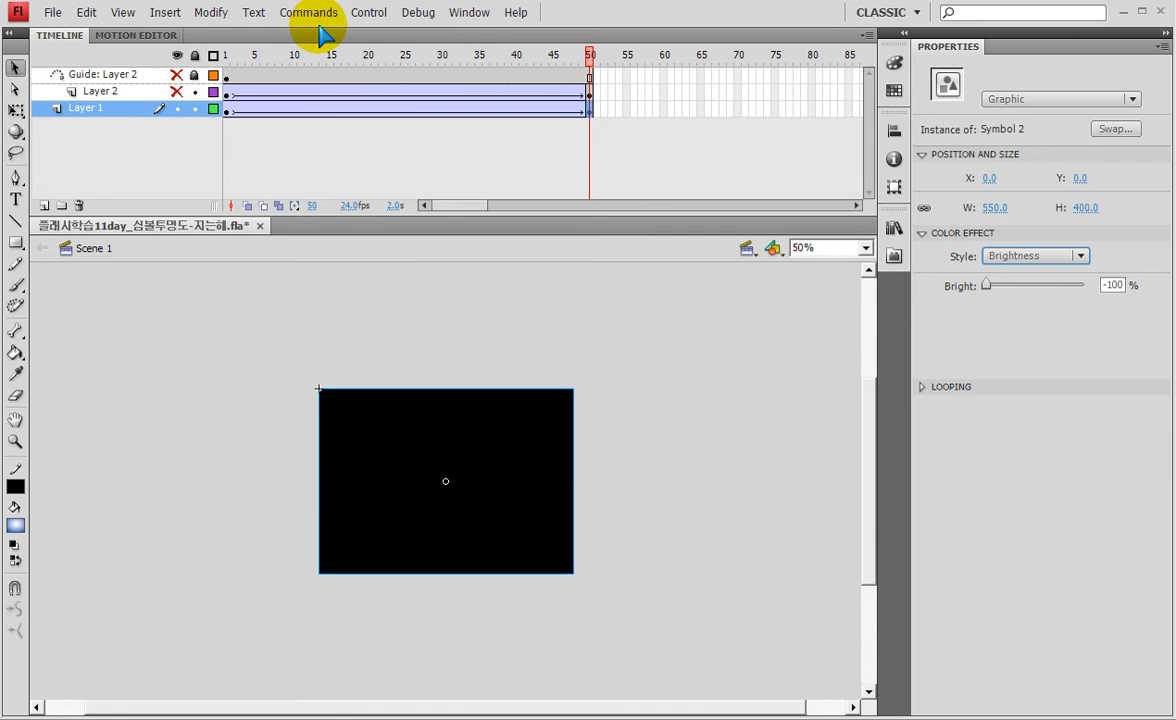 Fl File Edit View Insert Modify Text Commands Control Debug Window Help CLASSIC
TIMELINE MOTION EDITOR
1 5 10 15 20 25 30 35 40 45 50 55 60 65 70 75 80 85
Guide: Layer 2
Layer 2
Layer 1
50 24.0fps 2.0s
플래시학습11day_심볼투명도-지는해.fla*
Scene 1 50%
PROPERTIES
Graphic
Instance of: Symbol 2 Swap...
POSITION AND SIZE
X: 0.0 Y: 0.0
W: 550.0 H: 400.0
COLOR EFFECT
Style: Brightness
Bright: -100 %
LOOPING
T